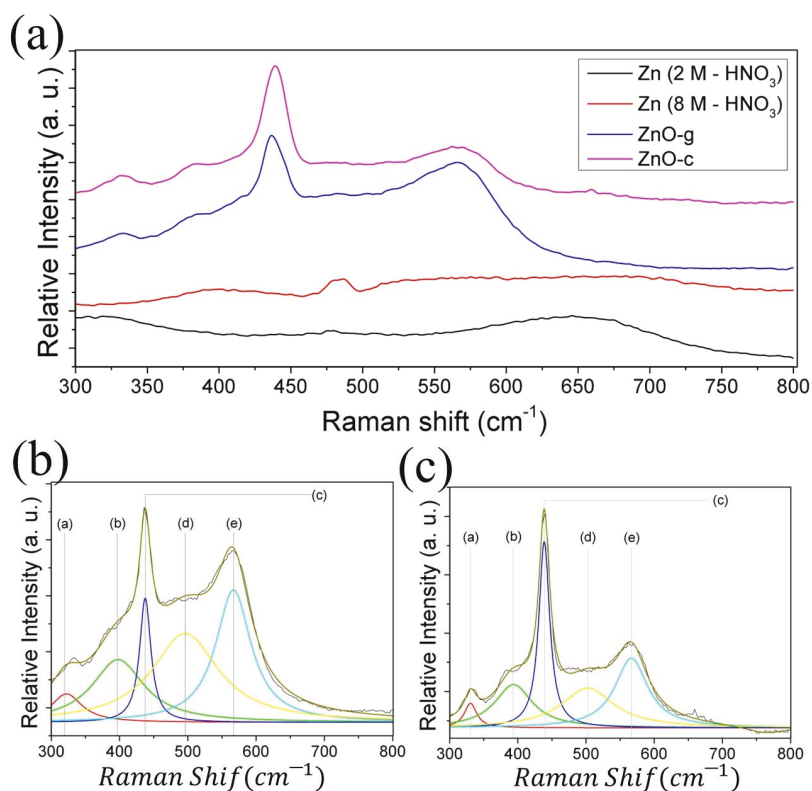 (a)
Relative Intensity (a. u.)
Zn (2 M - HNO₃)
Zn (8 M - HNO₃)
ZnO-g
ZnO-c
300 350 400 450 500 550 600 650 700 750 800
Raman shift (cm⁻¹)
(b)
Relative Intensity (a. u.)
(a) (b) (c) (d) (e)
300 400 500 600 700 800
Raman Shif(cm⁻¹)
(c)
Relative Intensity (a. u.)
(a) (b) (c) (d) (e)
300 400 500 600 700 800
Raman Shif(cm⁻¹)